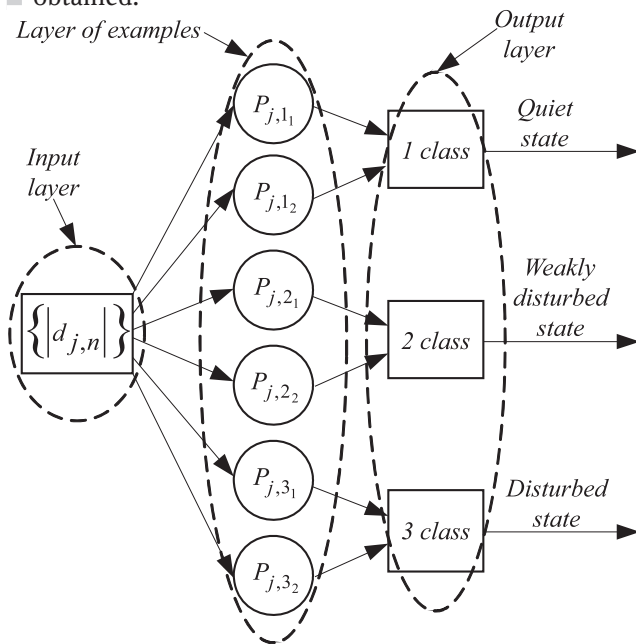 obtained.
Layer of examples
Output
layer
Input
layer
{|d_{j,n}|}
P_{j,1_1}
P_{j,1_2}
P_{j,2_1}
P_{j,2_2}
P_{j,3_1}
P_{j,3_2}
1 class
2 class
3 class
Quiet
state
Weakly
disturbed
state
Disturbed
state